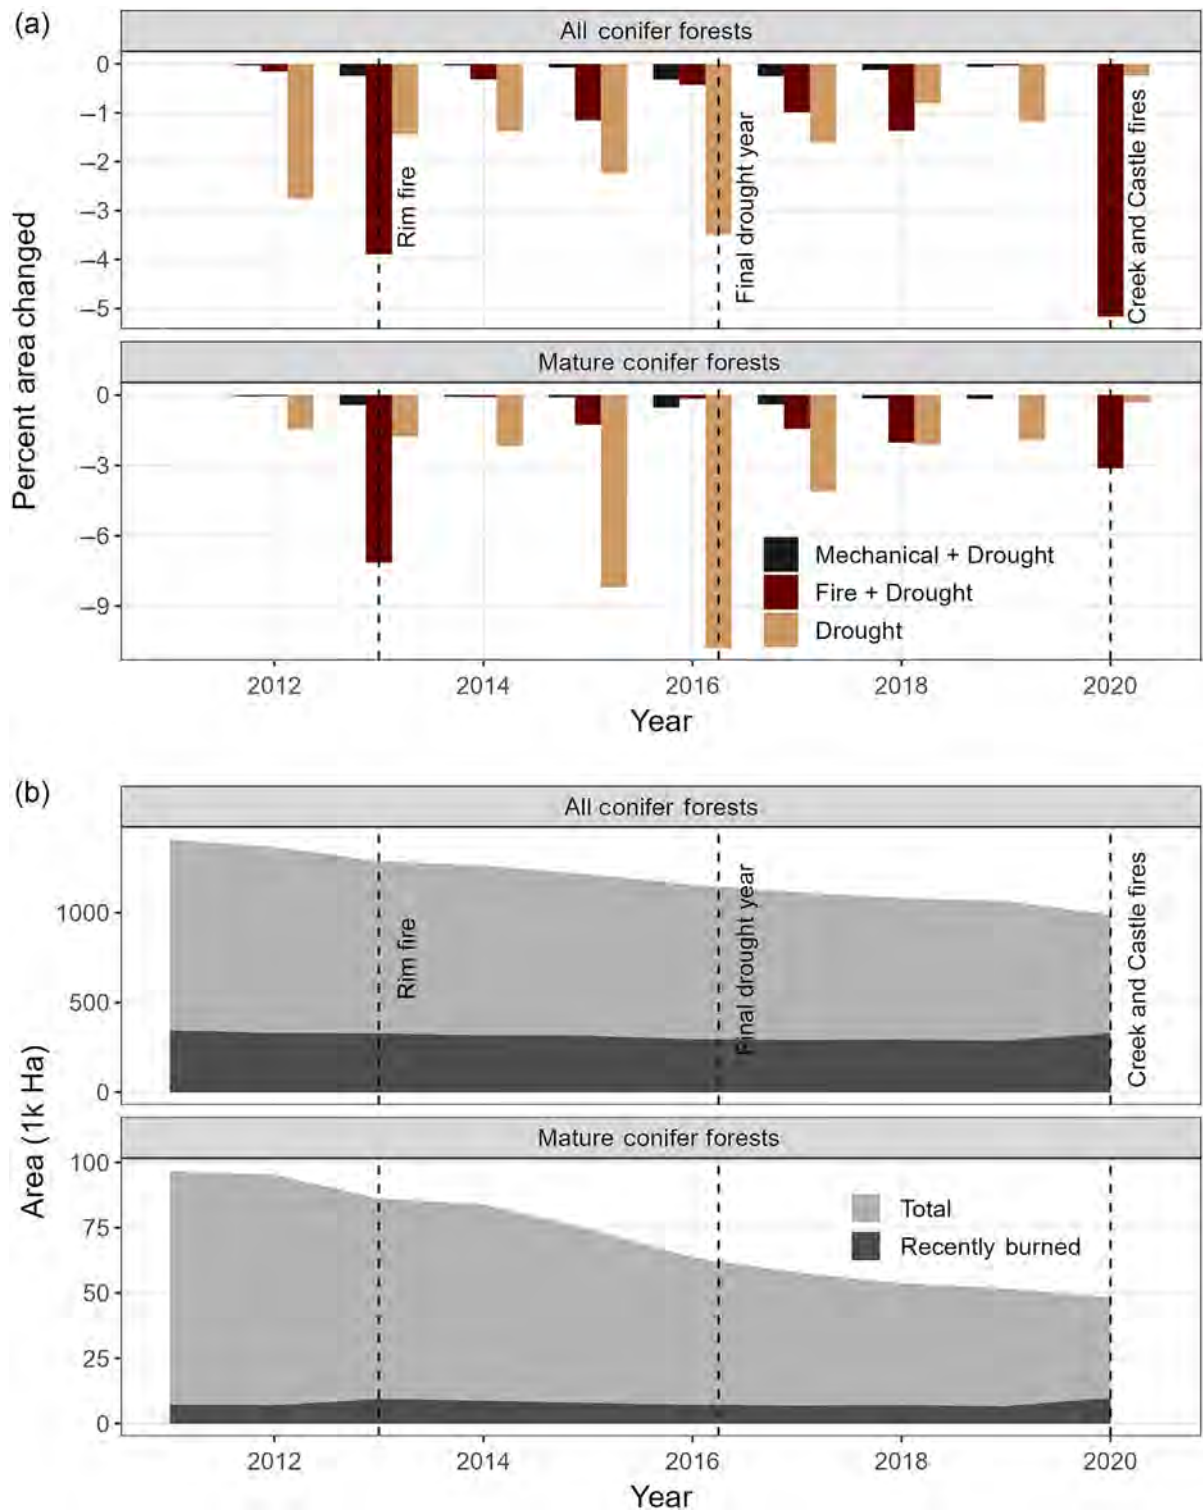 (a)
All conifer forests
0
−1
−2
−3
−4
−5
Rim fire
Final drought year
Creek and Castle fires
Percent area changed
Mature conifer forests
0
−3
−6
−9
Mechanical + Drought
Fire + Drought
Drought
2012 2014 2016 2018 2020
Year
(b)
All conifer forests
1000
500
0
Rim fire
Final drought year
Creek and Castle fires
Area (1k Ha)
Mature conifer forests
100
75
50
25
0
Total
Recently burned
2012 2014 2016 2018 2020
Year